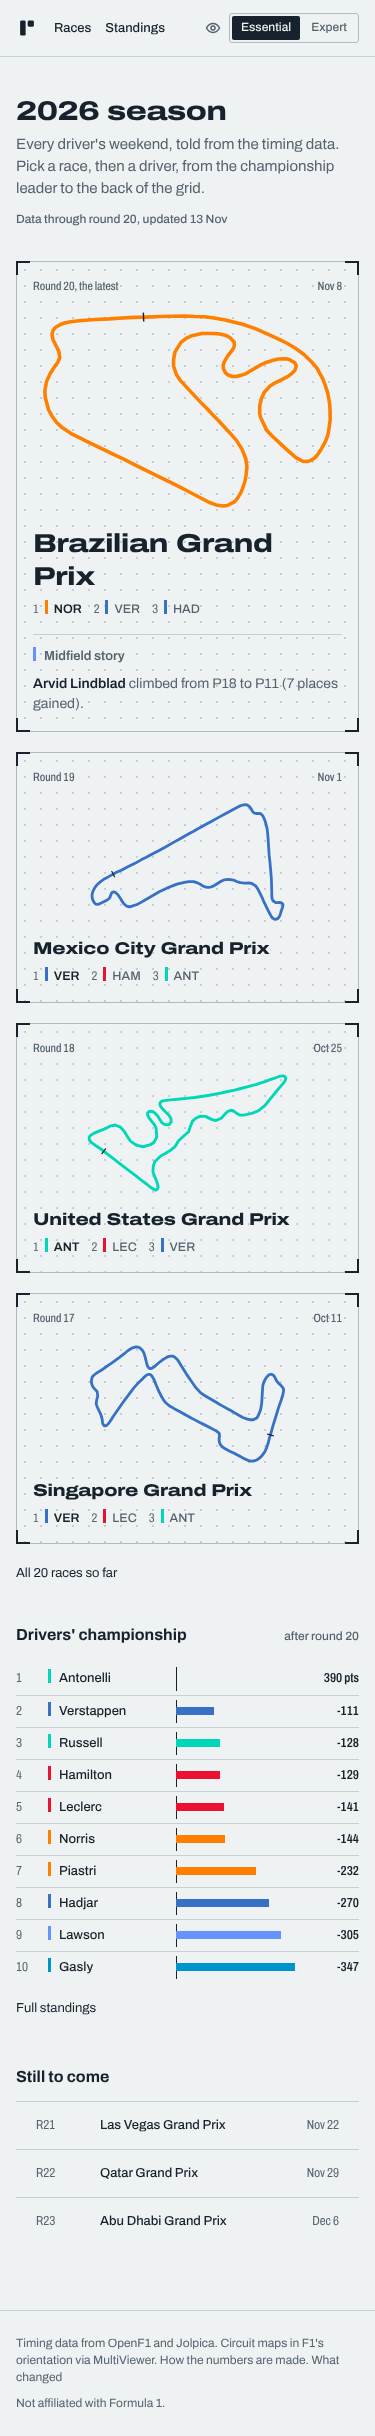 Races Standings Essential Expert
2026 season
Every driver's weekend, told from the timing data.
Pick a race, then a driver, from the championship
leader to the back of the grid.
Data through round 20, updated 13 Nov
Round 20, the latest Nov 8
Brazilian Grand
Prix
1 NOR 2 VER 3 HAD
Midfield story
Arvid Lindblad climbed from P18 to P11 (7 places
gained).
Round 19 Nov 1
Mexico City Grand Prix
1 VER 2 HAM 3 ANT
Round 18 Oct 25
United States Grand Prix
1 ANT 2 LEC 3 VER
Round 17 Oct 11
Singapore Grand Prix
1 VER 2 LEC 3 ANT
All 20 races so far
Drivers' championship after round 20
1 Antonelli 390 pts
2 Verstappen -111
3 Russell -128
4 Hamilton -129
5 Leclerc -141
6 Norris -144
7 Piastri -232
8 Hadjar -270
9 Lawson -305
10 Gasly -347
Full standings
Still to come
R21 Las Vegas Grand Prix Nov 22
R22 Qatar Grand Prix Nov 29
R23 Abu Dhabi Grand Prix Dec 6
Timing data from OpenF1 and Jolpica. Circuit maps in F1's
orientation via MultiViewer. How the numbers are made. What
changed
Not affiliated with Formula 1.